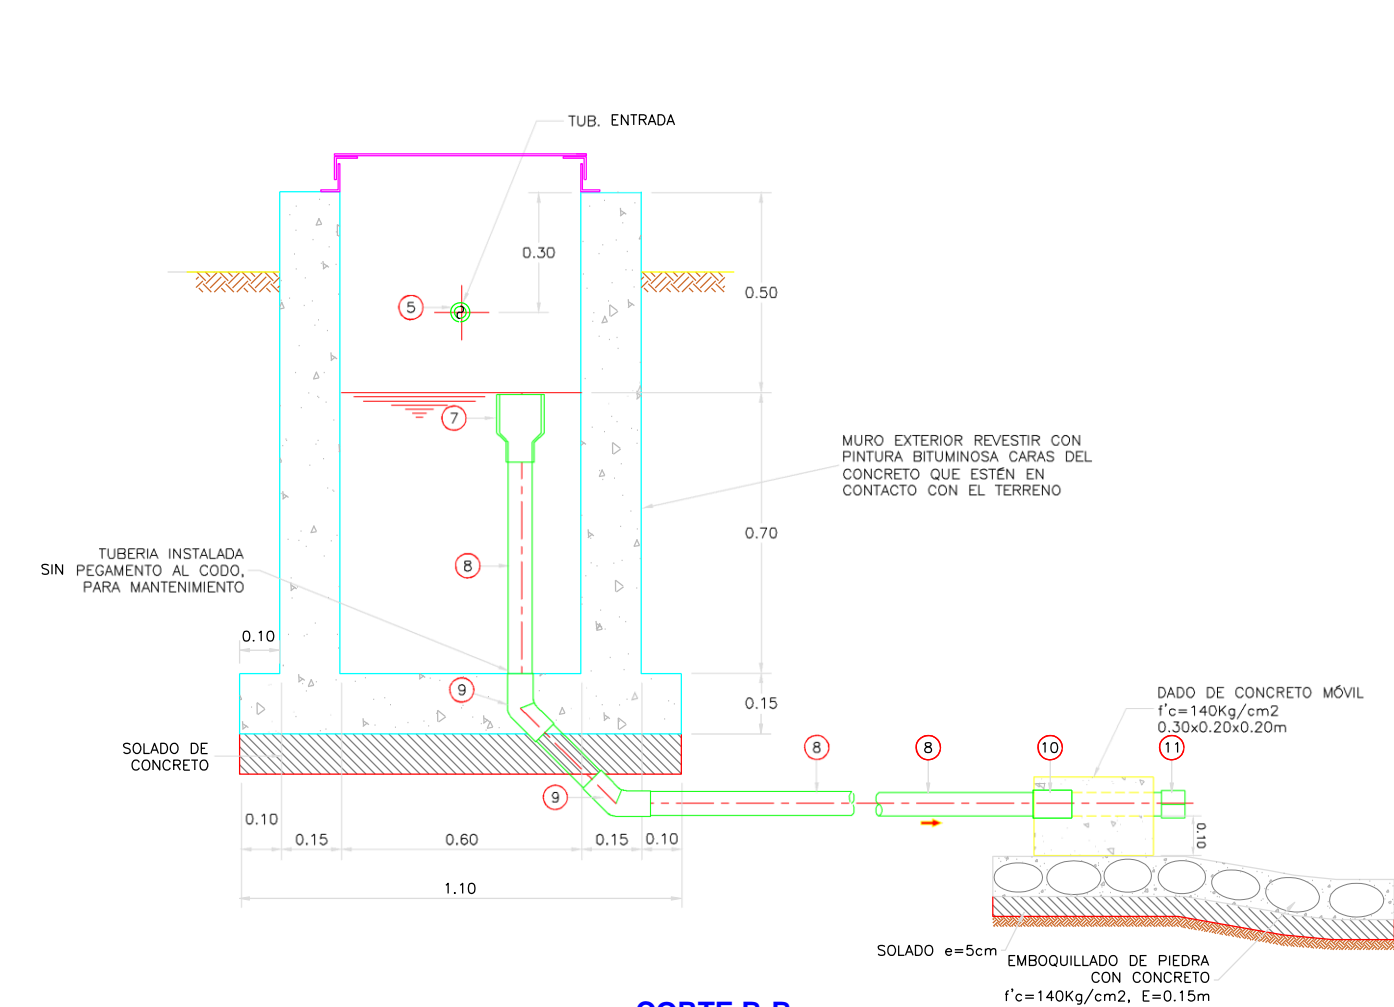 TUB. ENTRADA
0.30
5
0.50
7
MURO EXTERIOR REVESTIR CON
PINTURA BITUMINOSA CARAS DEL
CONCRETO QUE ESTÉN EN
CONTACTO CON EL TERRENO
0.70
TUBERIA INSTALADA
SIN PEGAMENTO AL CODO,
PARA MANTENIMIENTO
8
0.10
9
0.15
DADO DE CONCRETO MÓVIL
f'c=140Kg/cm2
0.30x0.20x0.20m
SOLADO DE
CONCRETO
8
8
10
11
9
0.10
0.15
0.60
0.15
0.10
0.10
1.10
SOLADO e=5cm
EMBOQUILLADO DE PIEDRA
CON CONCRETO
f'c=140Kg/cm2, E=0.15m
CORTE B-B